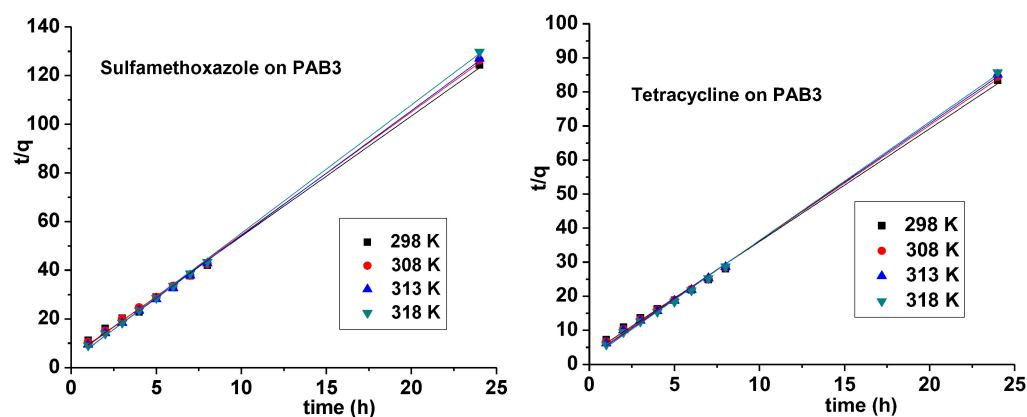 140
120
100
80
60
40
20
0
t/q
Sulfamethoxazole on PAB3
298 K
308 K
313 K
318 K
0 5 10 15 20 25
time (h)
100
90
80
70
60
50
40
30
20
10
0
t/q
Tetracycline on PAB3
298 K
308 K
313 K
318 K
0 5 10 15 20 25
time (h)